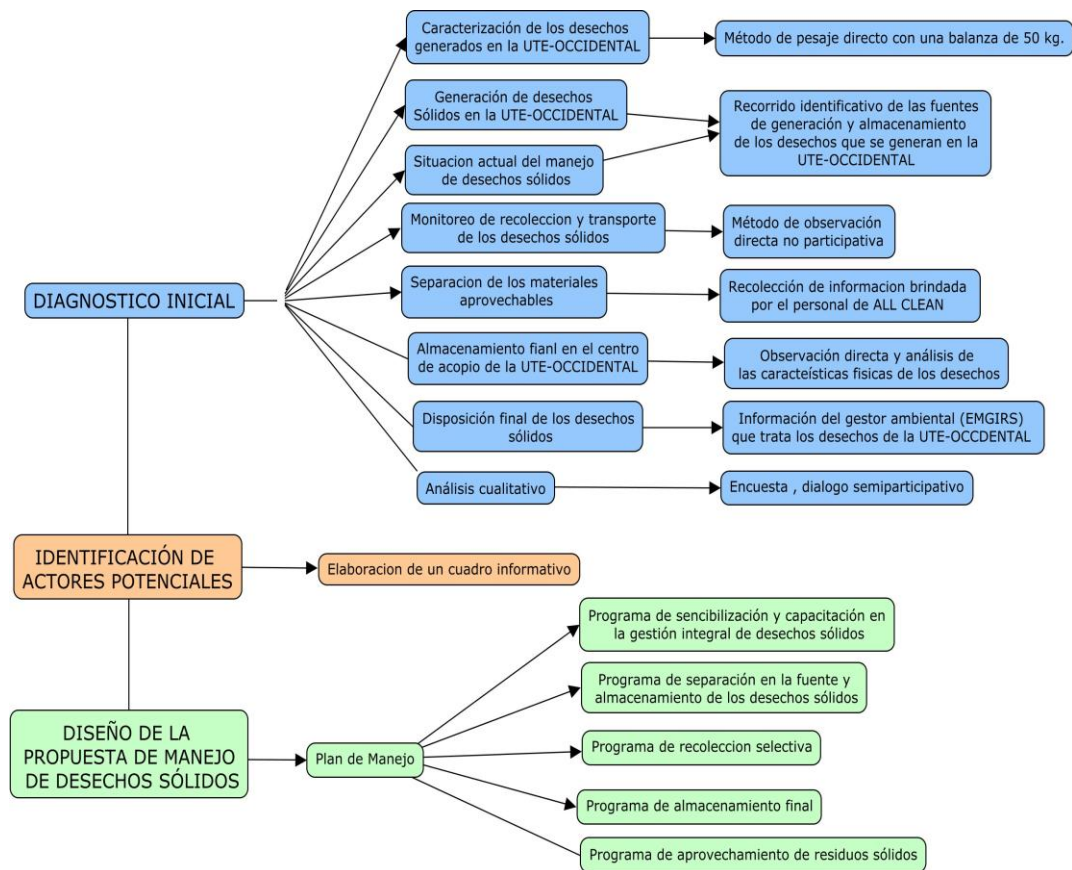 Caracterización de los desechos
generados en la UTE-OCCIDENTAL
Método de pesaje directo con una balanza de 50 kg.
Generación de desechos
Sólidos en la UTE-OCCIDENTAL
Recorrido identificativo de las fuentes
de generación y almacenamiento
de los desechos que se generan en la
UTE-OCCIDENTAL
Situacion actual del manejo
de desechos sólidos
Monitoreo de recoleccion y transporte
de los desechos sólidos
Método de observación
directa no participativa
DIAGNOSTICO INICIAL
Separacion de los materiales
aprovechables
Recolección de informacion brindada
por el personal de ALL CLEAN
Almacenamiento fianl en el centro
de acopio de la UTE-OCCIDENTAL
Observación directa y análisis de
las caracteísticas fisicas de los desechos
Disposición final de los desechos
sólidos
Información del gestor ambiental (EMGIRS)
que trata los desechos de la UTE-OCCDENTAL
Análisis cualitativo
Encuesta , dialogo semiparticipativo
IDENTIFICACIÓN DE
ACTORES POTENCIALES
Elaboracion de un cuadro informativo
DISEÑO DE LA
PROPUESTA DE MANEJO
DE DESECHOS SÓLIDOS
Plan de Manejo
Programa de sencibilización y capacitación en
la gestión integral de desechos sólidos
Programa de separación en la fuente y
almacenamiento de los desechos sólidos
Programa de recoleccion selectiva
Programa de almacenamiento final
Programa de aprovechamiento de residuos sólidos